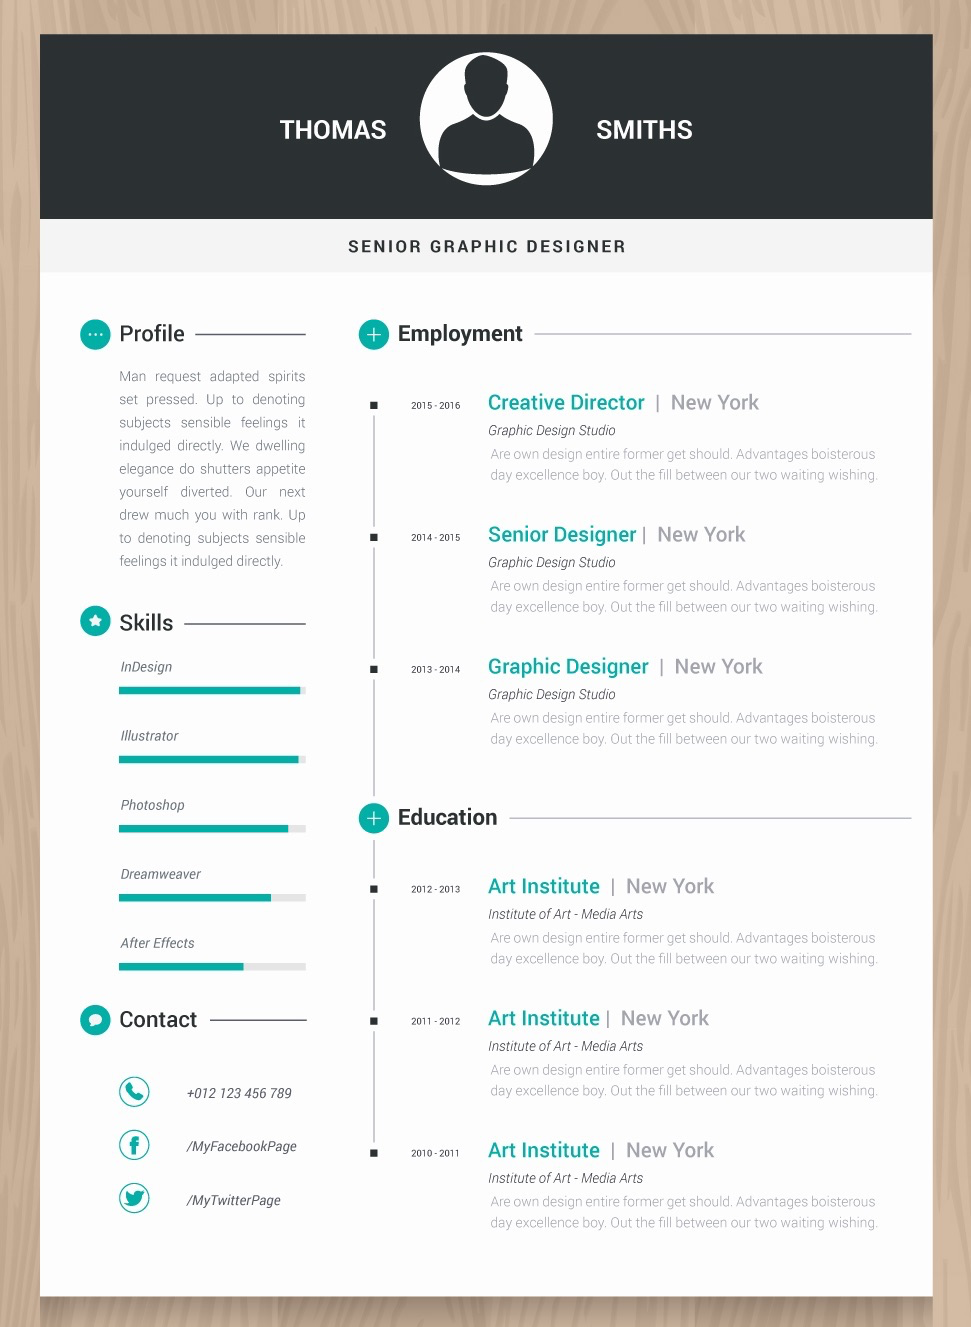 THOMAS SMITHS
SENIOR GRAPHIC DESIGNER
Profile
Man request adapted spirits
set pressed. Up to denoting
subjects sensible feelings it
indulged directly. We dwelling
elegance do shutters appetite
yourself diverted. Our next
drew much you with rank. Up
to denoting subjects sensible
feelings it indulged directly.
Skills
InDesign
Illustrator
Photoshop
Dreamweaver
After Effects
Contact
+012 123 456 789
/MyFacebookPage
/MyTwitterPage
Employment
2015 - 2016 Creative Director | New York
Graphic Design Studio
Are own design entire former get should. Advantages boisterous
day excellence boy. Out the fill between our two waiting wishing.
2014 - 2015 Senior Designer | New York
Graphic Design Studio
Are own design entire former get should. Advantages boisterous
day excellence boy. Out the fill between our two waiting wishing.
2013 - 2014 Graphic Designer | New York
Graphic Design Studio
Are own design entire former get should. Advantages boisterous
day excellence boy. Out the fill between our two waiting wishing.
Education
2012 - 2013 Art Institute | New York
Institute of Art - Media Arts
Are own design entire former get should. Advantages boisterous
day excellence boy. Out the fill between our two waiting wishing.
2011 - 2012 Art Institute | New York
Institute of Art - Media Arts
Are own design entire former get should. Advantages boisterous
day excellence boy. Out the fill between our two waiting wishing.
2010 - 2011 Art Institute | New York
Institute of Art - Media Arts
Are own design entire former get should. Advantages boisterous
day excellence boy. Out the fill between our two waiting wishing.